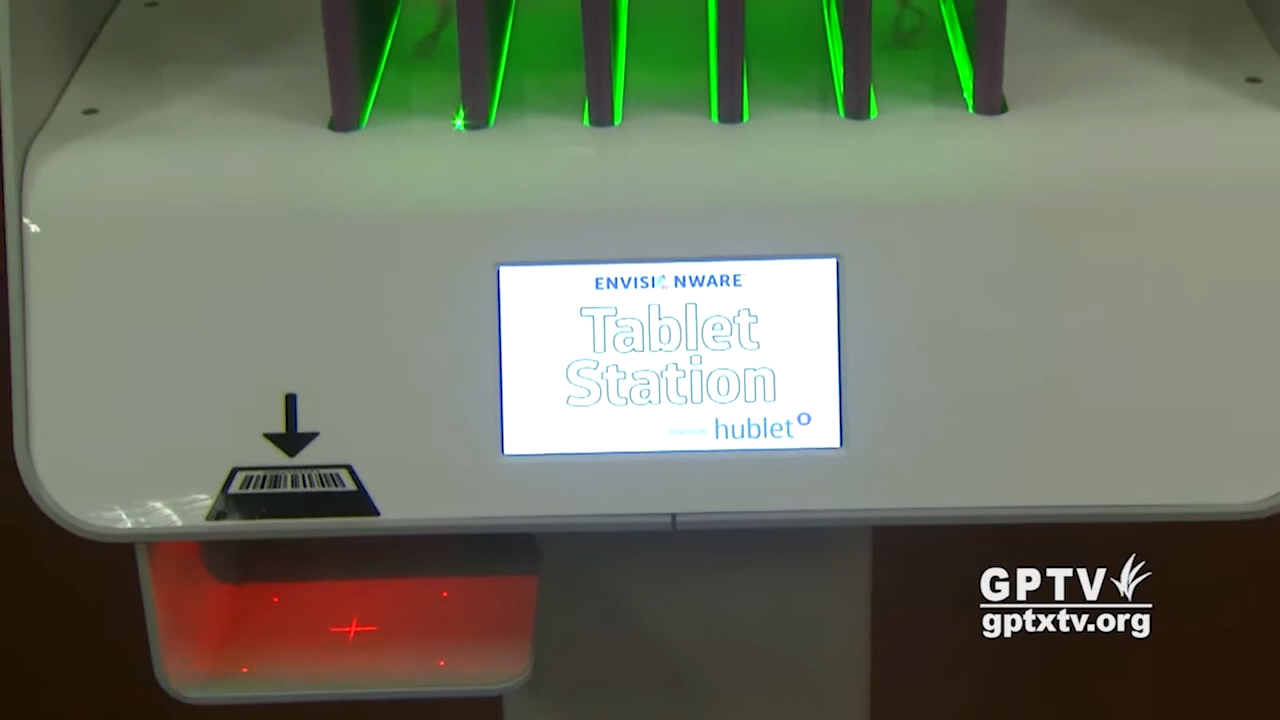 ENVISIONWARE
Tablet
Station
hublet
GPTV
gptxtv.org